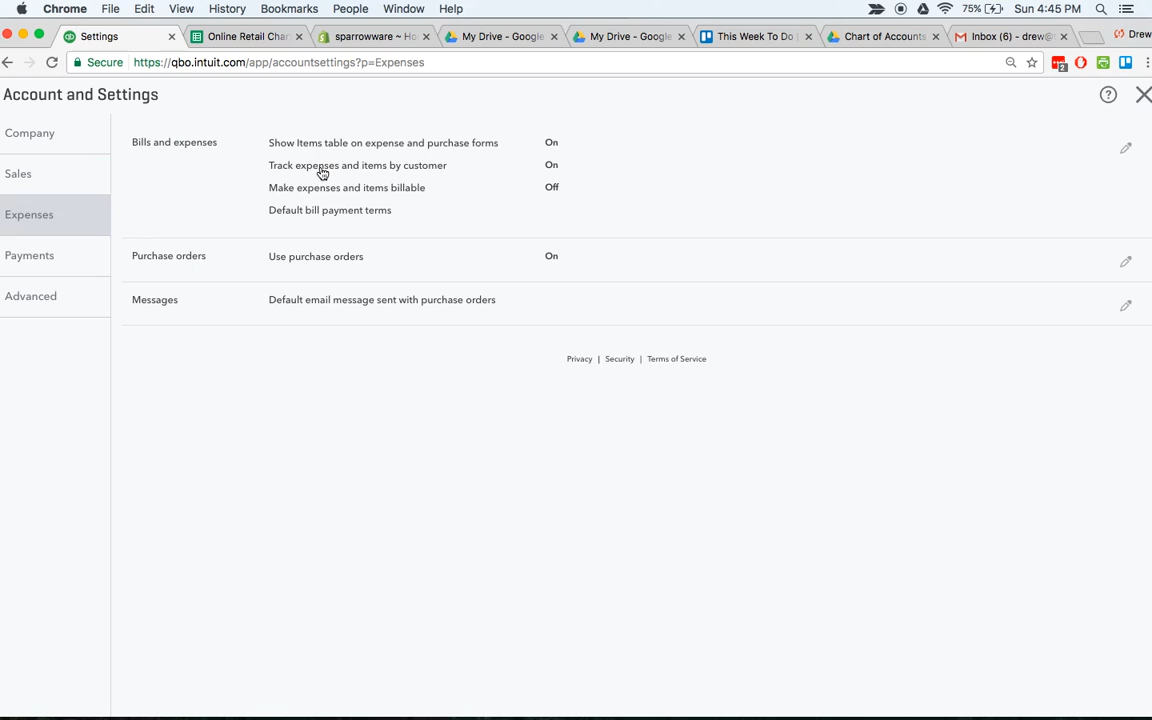 Chrome File Edit View History Bookmarks People Window Help 75% Sun 4:45 PM
Settings Online Retail Char sparrowware ~ Ho My Drive - Google My Drive - Google This Week To Do Chart of Accounts Inbox (6) - drew@ Drew
Secure https://qbo.intuit.com/app/accountsettings?p=Expenses 2
Account and Settings
Company
Sales
Expenses
Payments
Advanced
Bills and expenses Show Items table on expense and purchase forms On
Track expenses and items by customer On
Make expenses and items billable Off
Default bill payment terms
Purchase orders Use purchase orders On
Messages Default email message sent with purchase orders
Privacy | Security | Terms of Service